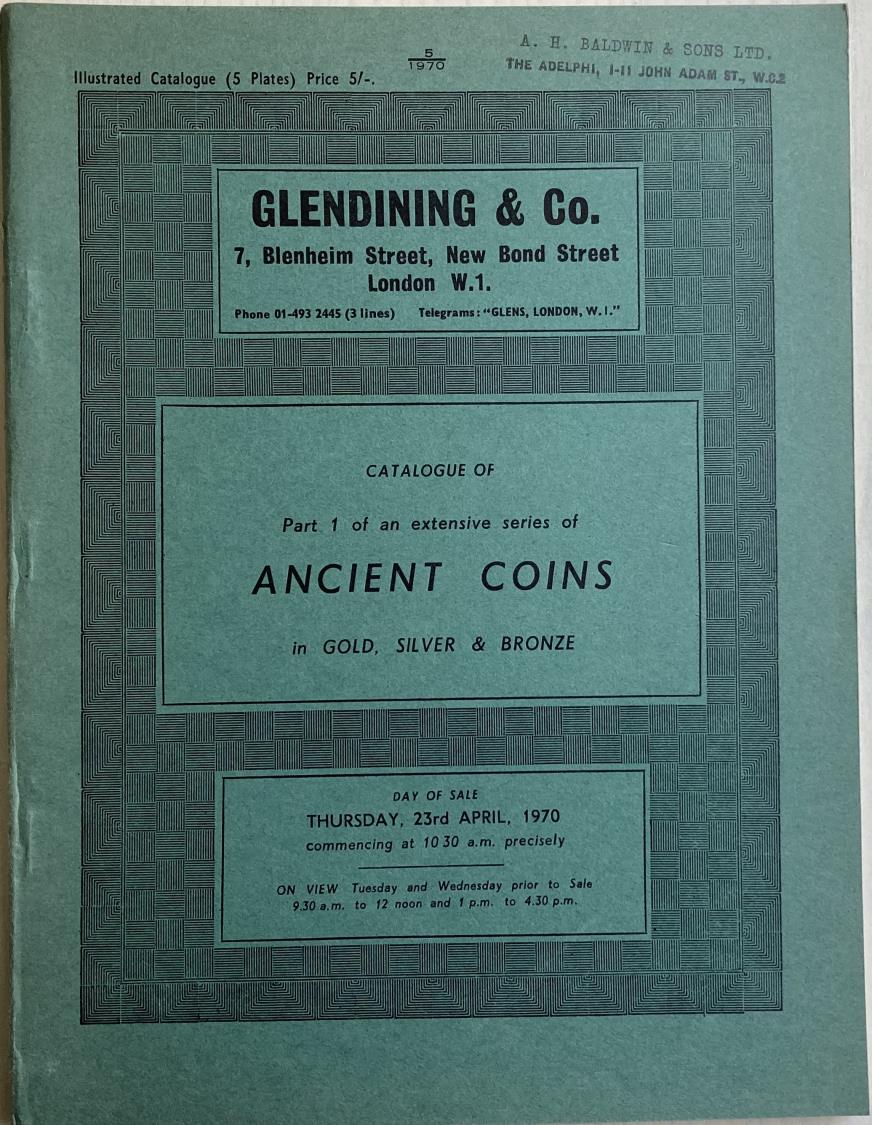 A. H. BALDWIN & SONS LTD.
THE ADELPHI, 1-11 JOHN ADAM ST., W.C.2
5
1970
Illustrated Catalogue (5 Plates) Price 5/-.
GLENDINING & Co.
7, Blenheim Street, New Bond Street
London W.1.
Phone 01-493 2445 (3 lines) Telegrams: "GLENS, LONDON, W.1."
CATALOGUE OF
Part 1 of an extensive series of
ANCIENT COINS
in GOLD, SILVER & BRONZE
DAY OF SALE
THURSDAY, 23rd APRIL, 1970
commencing at 10 30 a.m. precisely
ON VIEW Tuesday and Wednesday prior to Sale
9.30 a.m. to 12 noon and 1 p.m. to 4.30 p.m.